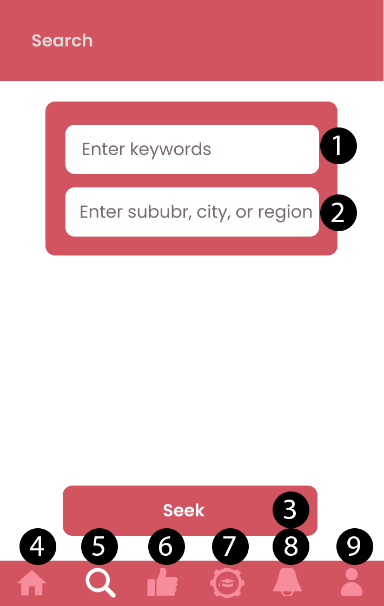 Search
Enter keywords
1
Enter sububr, city, or region
2
Seek
3
4 5 6 7 8 9